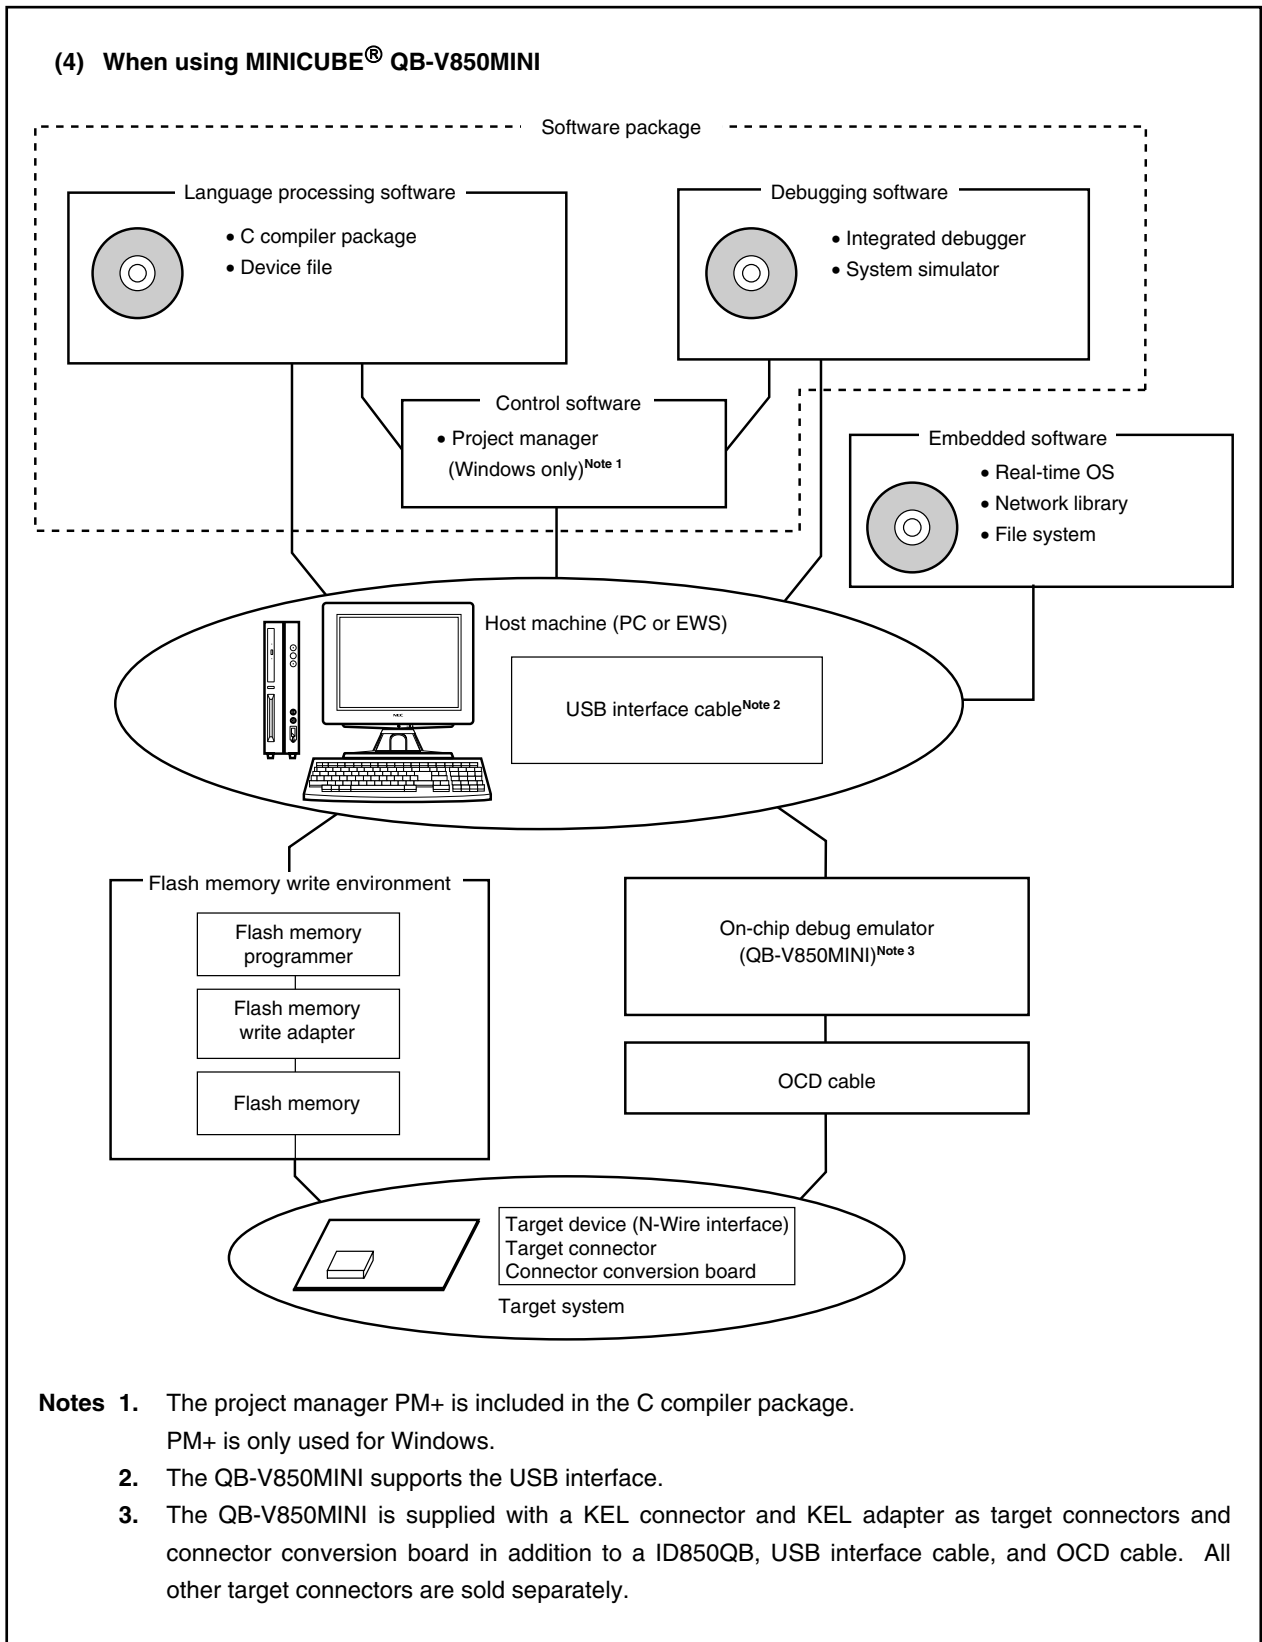 (4) When using MINICUBE® QB-V850MINI
Software package
Language processing software
• C compiler package
• Device file
Debugging software
• Integrated debugger
• System simulator
Control software
• Project manager
(Windows only)Note 1
Embedded software
• Real-time OS
• Network library
• File system
Host machine (PC or EWS)
USB interface cableNote 2
NEC
Flash memory write environment
Flash memory
programmer
Flash memory
write adapter
Flash memory
On-chip debug emulator
(QB-V850MINI)Note 3
OCD cable
Target device (N-Wire interface)
Target connector
Connector conversion board
Target system
Notes 1. The project manager PM+ is included in the C compiler package.
PM+ is only used for Windows.
2. The QB-V850MINI supports the USB interface.
3. The QB-V850MINI is supplied with a KEL connector and KEL adapter as target connectors and
connector conversion board in addition to a ID850QB, USB interface cable, and OCD cable. All
other target connectors are sold separately.